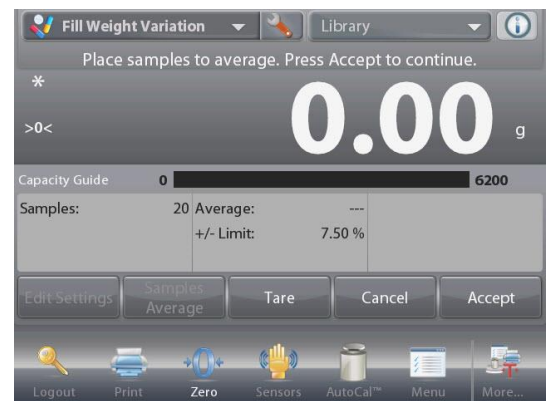 Fill Weight Variation
Library
Place samples to average. Press Accept to continue.
*
>0<
0.00 g
Capacity Guide 0 6200
Samples: 20 Average: ---
+/- Limit: 7.50 %
Edit Settings
Samples
Average
Tare
Cancel
Accept
Logout
Print
Zero
Sensors
AutoCal™
Menu
More...